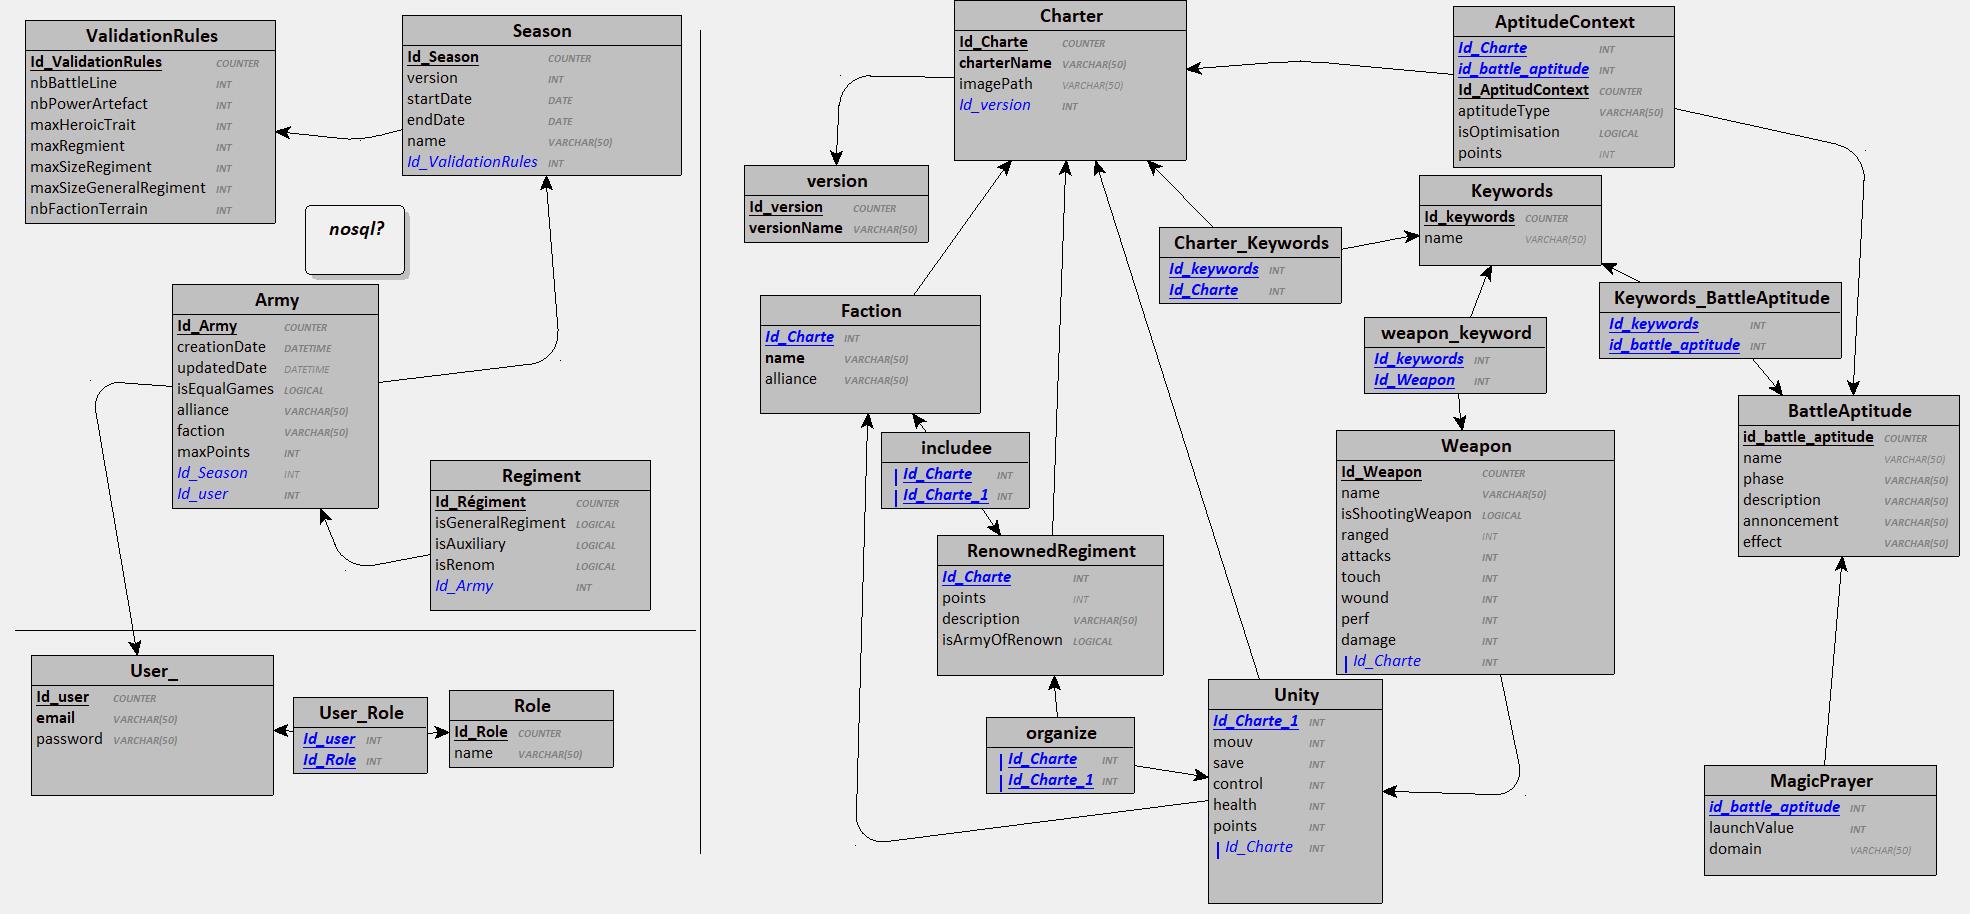 ValidationRules
Id_ValidationRules COUNTER
nbBattleLine INT
nbPowerArtefact INT
maxHeroicTrait INT
maxRegmient INT
maxSizeRegiment INT
maxSizeGeneralRegiment INT
nbFactionTerrain INT
Season
Id_Season COUNTER
version INT
startDate DATE
endDate DATE
name VARCHAR(50)
Id_ValidationRules INT
nosql?
Army
Id_Army COUNTER
creationDate DATETIME
updatedDate DATETIME
isEqualGames LOGICAL
alliance VARCHAR(50)
faction VARCHAR(50)
maxPoints INT
Id_Season INT
Id_user INT
Regiment
Id_Régiment COUNTER
isGeneralRegiment LOGICAL
isAuxiliary LOGICAL
isRenom LOGICAL
Id_Army INT
User_
Id_user COUNTER
email VARCHAR(50)
password VARCHAR(50)
User_Role
Id_user INT
Id_Role INT
Role
Id_Role COUNTER
name VARCHAR(50)
Charter
Id_Charte COUNTER
charterName VARCHAR(50)
imagePath VARCHAR(50)
Id_version INT
version
Id_version COUNTER
versionName VARCHAR(50)
AptitudeContext
Id_Charte INT
id_battle_aptitude INT
Id_AptitudContext COUNTER
aptitudeType VARCHAR(50)
isOptimisation LOGICAL
points INT
Keywords
Id_keywords COUNTER
name VARCHAR(50)
Charter_Keywords
Id_keywords INT
Id_Charte INT
Keywords_BattleAptitude
Id_keywords INT
id_battle_aptitude INT
Faction
Id_Charte INT
name VARCHAR(50)
alliance VARCHAR(50)
weapon_keyword
Id_keywords INT
Id_Weapon INT
BattleAptitude
id_battle_aptitude COUNTER
name VARCHAR(50)
phase VARCHAR(50)
description VARCHAR(50)
annoncement VARCHAR(50)
effect VARCHAR(50)
includee
Id_Charte INT
Id_Charte_1 INT
Weapon
Id_Weapon COUNTER
name VARCHAR(50)
isShootingWeapon LOGICAL
ranged INT
attacks INT
touch INT
wound INT
perf INT
damage INT
Id_Charte INT
RenownedRegiment
Id_Charte INT
points INT
description VARCHAR(50)
isArmyOfRenown LOGICAL
organize
Id_Charte INT
Id_Charte_1 INT
Unity
Id_Charte_1 INT
mouv INT
save INT
control INT
health INT
points INT
Id_Charte INT
MagicPrayer
id_battle_aptitude INT
launchValue INT
domain VARCHAR(50)